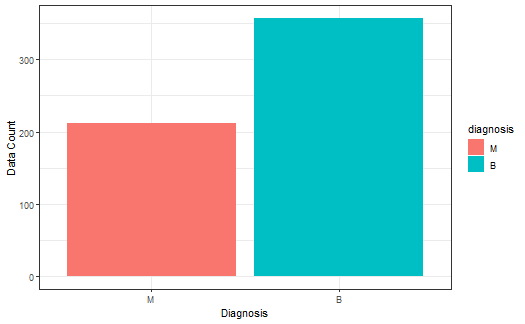 300
200
100
0
Data Count
M
B
Diagnosis
diagnosis
M
B